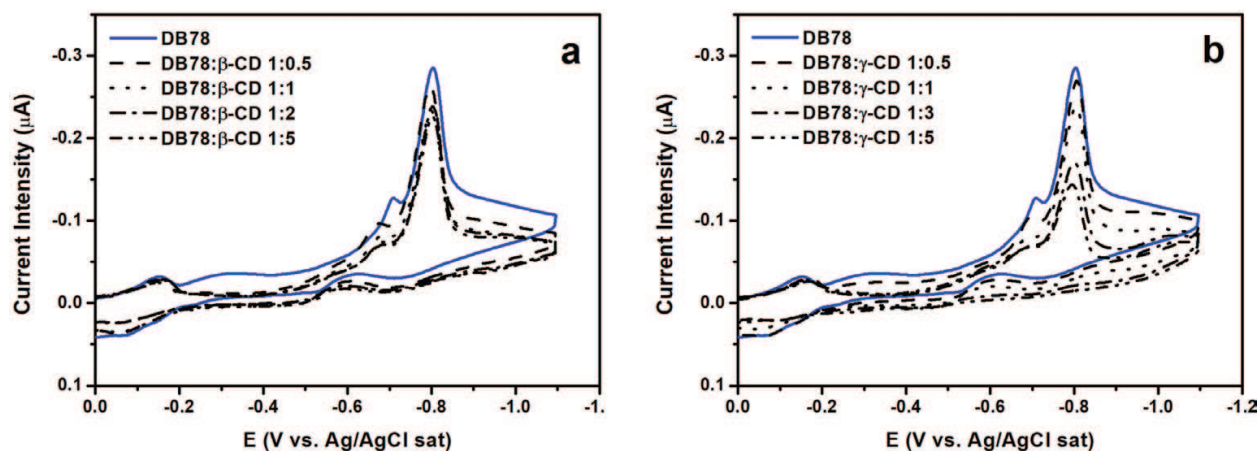 a
DB78
DB78:β-CD 1:0.5
DB78:β-CD 1:1
DB78:β-CD 1:2
DB78:β-CD 1:5
-0.3
-0.2
-0.1
0.0
0.1
Current Intensity (μA)
0.0 -0.2 -0.4 -0.6 -0.8 -1.0 -1.
E (V vs. Ag/AgCl sat)
b
DB78
DB78:γ-CD 1:0.5
DB78:γ-CD 1:1
DB78:γ-CD 1:3
DB78:γ-CD 1:5
-0.3
-0.2
-0.1
0.0
0.1
Current Intensity (μA)
0.0 -0.2 -0.4 -0.6 -0.8 -1.0 -1.2
E (V vs. Ag/AgCl sat)